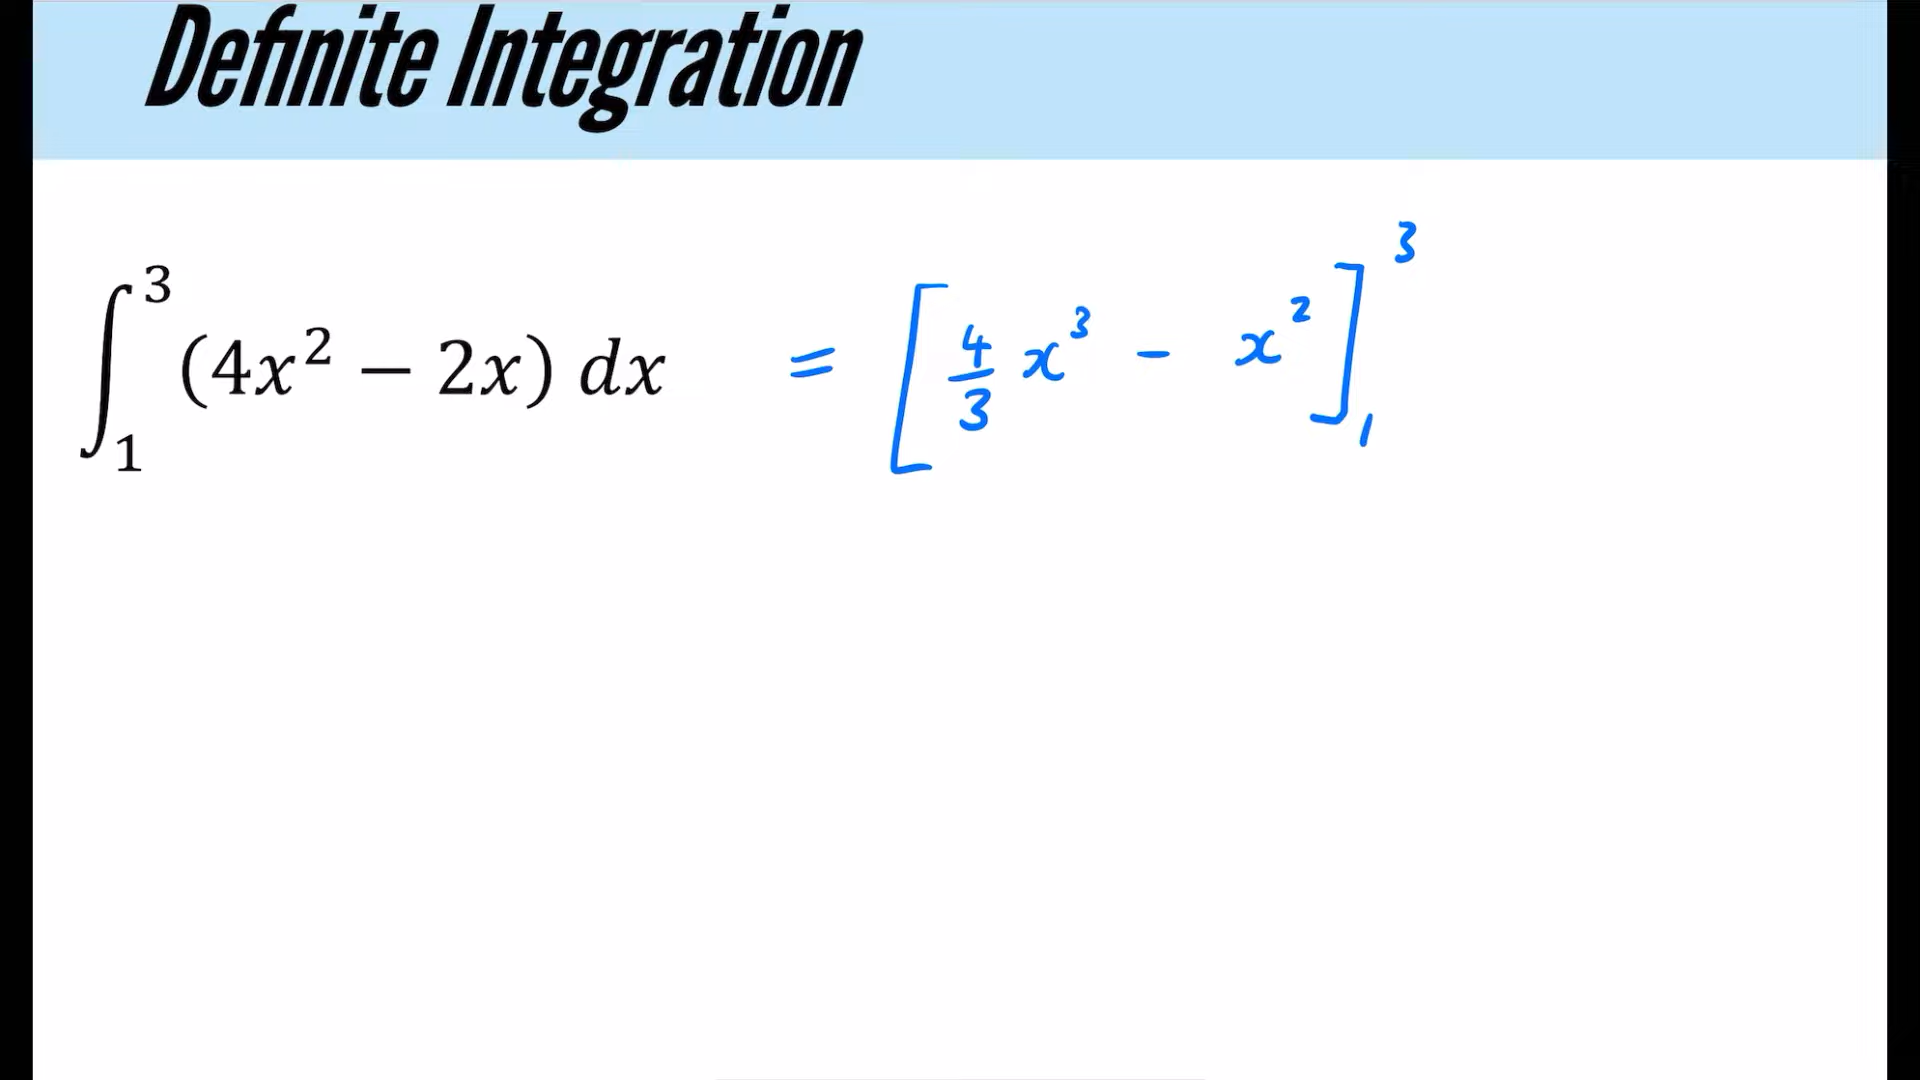 Definite Integration
∫₁³ (4x² − 2x) dx = [4/3 x³ − x²]₁³